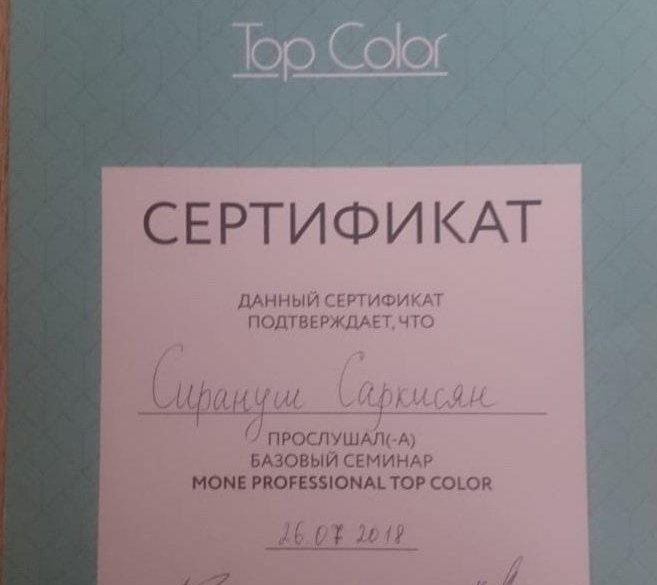 Top Color
СЕРТИФИКАТ
ДАННЫЙ СЕРТИФИКАТ
ПОДТВЕРЖДАЕТ, ЧТО
Сирануш Саркисян
ПРОСЛУШАЛ(-А)
БАЗОВЫЙ СЕМИНАР
MONE PROFESSIONAL TOP COLOR
26.07 2018